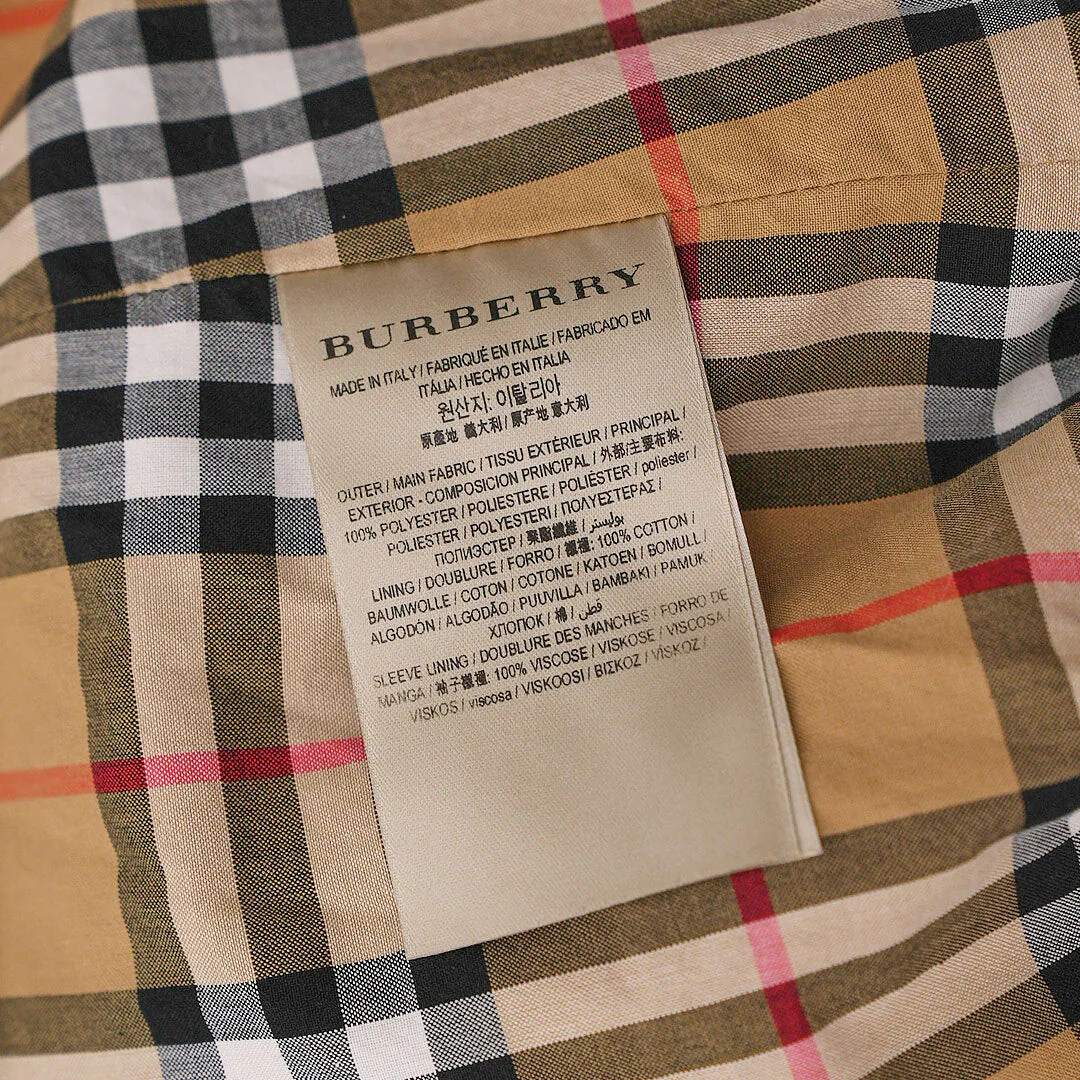 BURBERRY
MADE IN ITALY / FABRIQUÉ EN ITALIE / FABRICADO EM
ITÁLIA / HECHO EN ITALIA
원산지: 이탈리아
原產地 義大利 / 原产地 意大利
OUTER / MAIN FABRIC / TISSU EXTÉRIEUR / PRINCIPAL /
EXTERIOR - COMPOSICION PRINCIPAL / 外部/主要布料:
100% POLYESTER / POLIESTERE / POLIÉSTER / poliester /
POLIESTER / POLYESTERI / ΠΟΛΥΕΣΤΕΡΑΣ /
ПОЛИЭСТЕР / 聚酯纖維 / بوليستر /
LINING / DOUBLURE / FORRO / 襯裡: 100% COTTON /
BAUMWOLLE / COTON / COTONE / KATOEN / BOMULL /
ALGODÓN / ALGODÃO / PUUVILLA / BAMBAKI / PAMUK
ХЛОПОК / 棉 / قطن
SLEEVE LINING / DOUBLURE DES MANCHES / FORRO DE
MANGA / 袖子襯裡: 100% VISCOSE / VISKOSE / VISCOSA /
VISKOS / viscosa / VISKOOSI / ΒΙΣΚΟΖ / VİSKOZ /